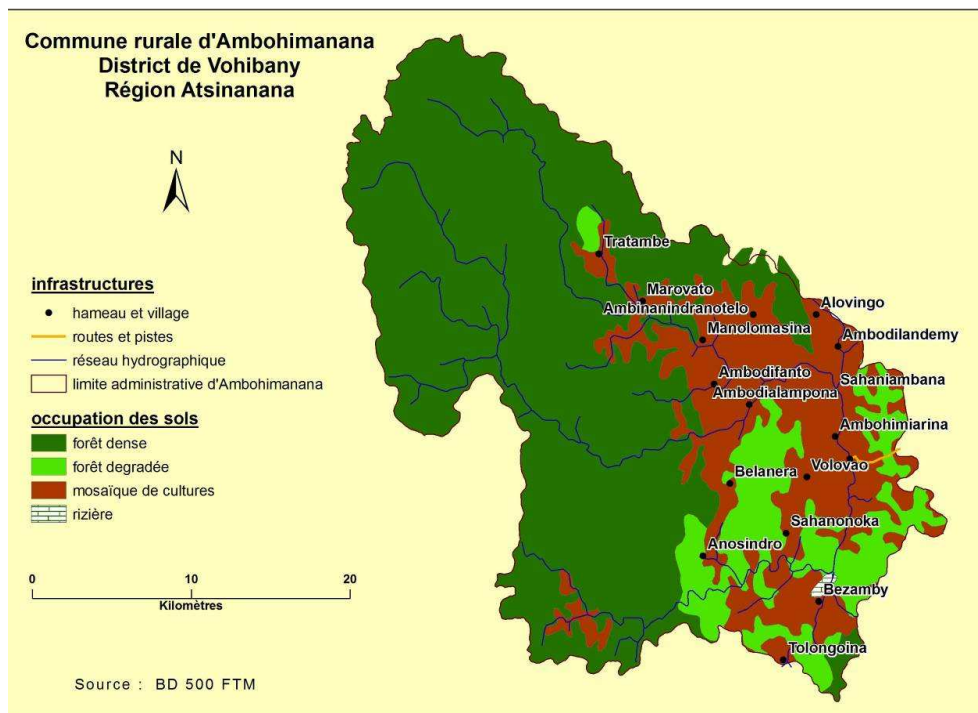 Commune rurale d'Ambohimanana
District de Vohibany
Région Atsinanana
N
infrastructures
hameau et village
routes et pistes
réseau hydrographique
limite administrative d'Ambohimanana
occupation des sols
forêt dense
forêt degradée
mosaïque de cultures
rizière
0 10 20
Kilomètres
Source : BD 500 FTM
Tratambe
Marovato
Ambinanindranotelo
Alovingo
Manolomasina
Ambodilandemy
Ambodifanto
Sahaniambana
Ambodialampona
Ambohimiarina
Belanera
Volovao
Sahanonoka
Anosindro
Bezamby
Tolongoina